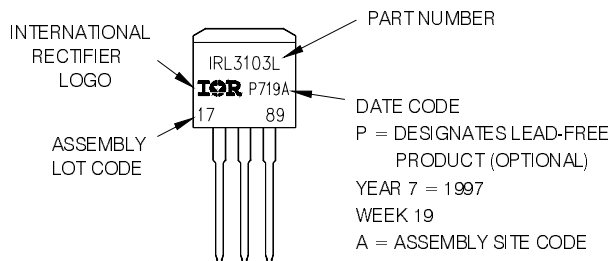 INTERNATIONAL
RECTIFIER
LOGO
PART NUMBER
IRL3103L
IOR P719A
17 89
ASSEMBLY
LOT CODE
DATE CODE
P = DESIGNATES LEAD-FREE
PRODUCT (OPTIONAL)
YEAR 7 = 1997
WEEK 19
A = ASSEMBLY SITE CODE